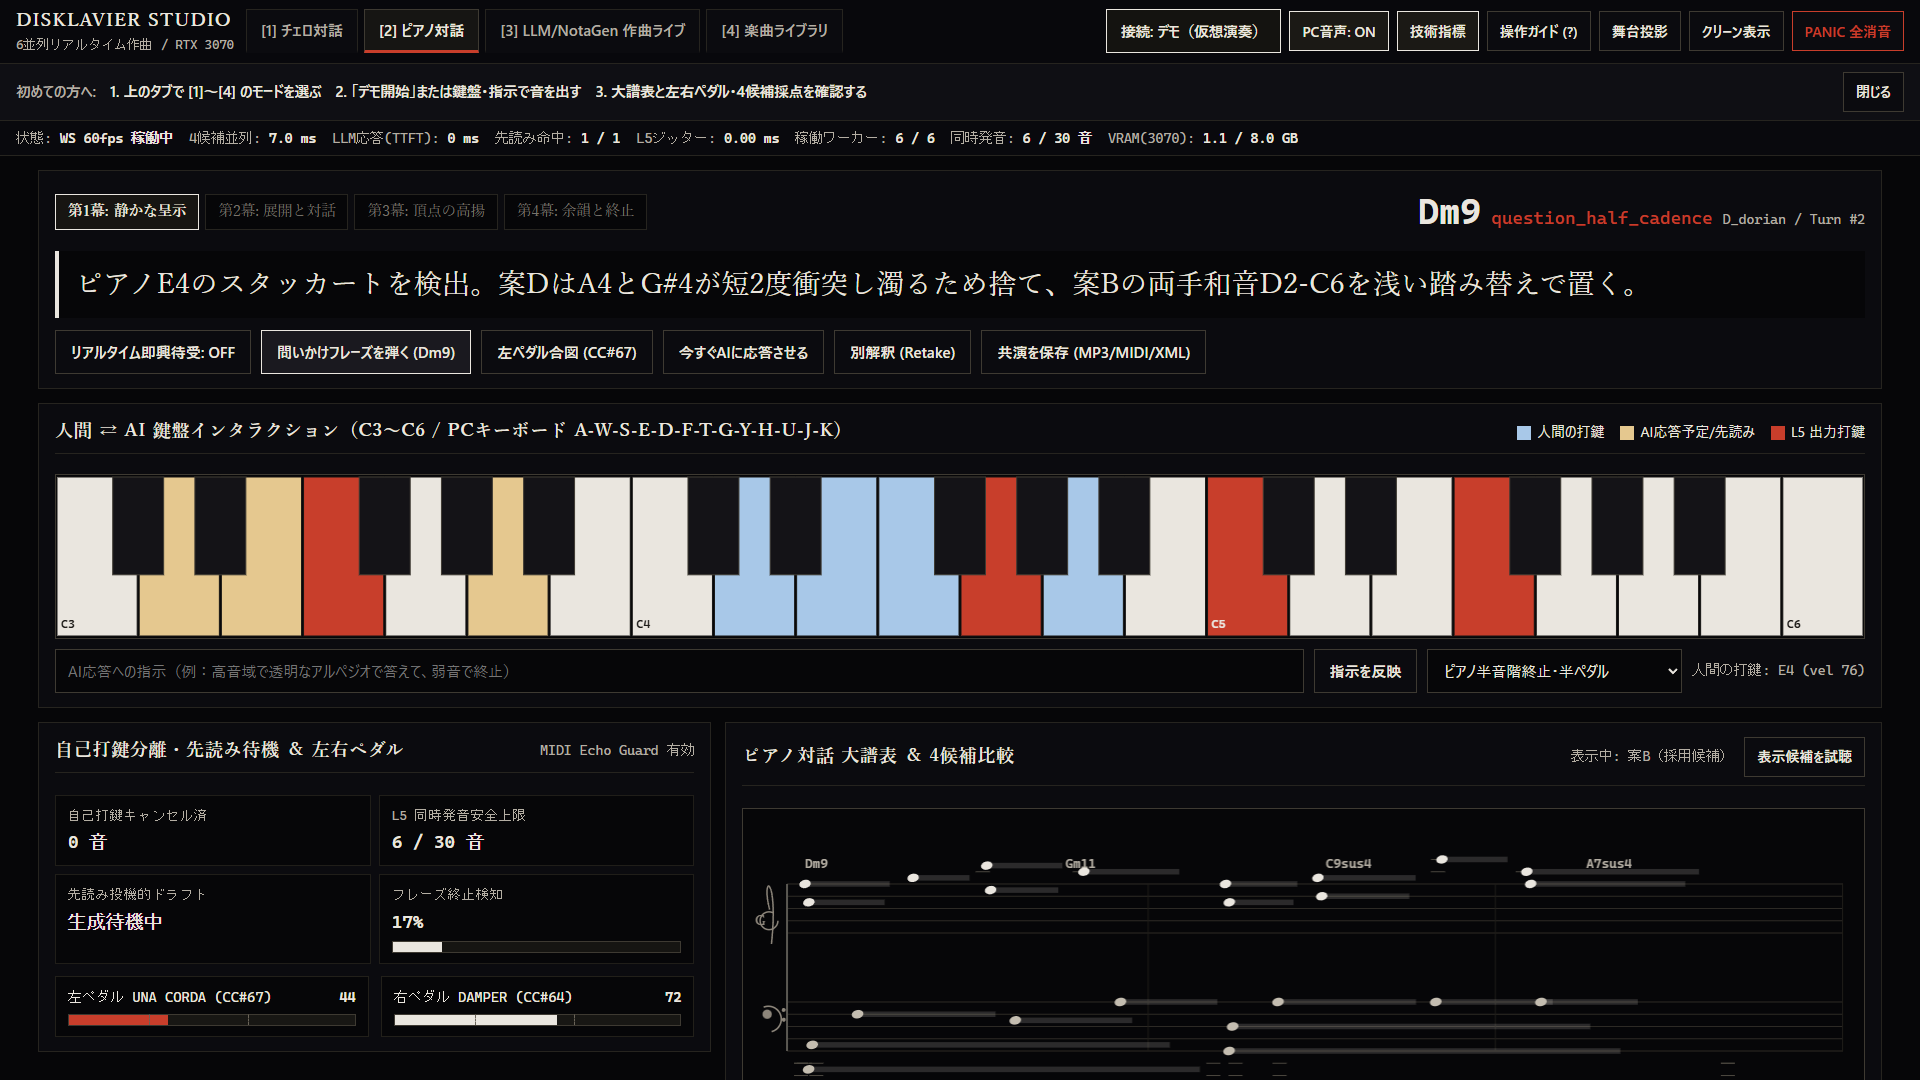 DISKLAVIER STUDIO
6並列リアルタイム作曲 / RTX 3070
[1] チェロ対話
[2] ピアノ対話
[3] LLM/NotaGen 作曲ライブ
[4] 楽曲ライブラリ
接続: デモ（仮想演奏）
PC音声: ON
技術指標
操作ガイド (?)
舞台投影
クリーン表示
PANIC 全消音
初めての方へ: 1. 上のタブで [1]〜[4] のモードを選ぶ 2. 「デモ開始」または鍵盤・指示で音を出す 3. 大譜表と左右ペダル・4候補採点を確認する
閉じる
状態: WS 60fps 稼働中 4候補並列: 7.0 ms LLM応答(TTFT): 0 ms 先読み命中: 1 / 1 L5ジッター: 0.00 ms 稼働ワーカー: 6 / 6 同時発音: 6 / 30 音 VRAM(3070): 1.1 / 8.0 GB
第1幕: 静かな呈示
第2幕: 展開と対話
第3幕: 頂点の高揚
第4幕: 余韻と終止
Dm9 question_half_cadence D_dorian / Turn #2
ピアノE4のスタッカートを検出。案DはA4とG#4が短2度衝突し濁るため捨て、案Bの両手和音D2-C6を浅い踏み替えで置く。
リアルタイム即興待受: OFF
問いかけフレーズを弾く (Dm9)
左ペダル合図 (CC#67)
今すぐAIに応答させる
別解釈 (Retake)
共演を保存 (MP3/MIDI/XML)
人間 ⇄ AI 鍵盤インタラクション（C3〜C6 / PCキーボード A-W-S-E-D-F-T-G-Y-H-U-J-K）
人間の打鍵
AI応答予定/先読み
L5 出力打鍵
C3
C4
C5
C6
AI応答への指示（例：高音域で透明なアルペジオで答えて、弱音で終止）
指示を反映
ピアノ半音階終止・半ペダル
人間の打鍵: E4 (vel 76)
自己打鍵分離・先読み待機 & 左右ペダル
MIDI Echo Guard 有効
自己打鍵キャンセル済
0 音
L5 同時発音安全上限
6 / 30 音
先読み投機的ドラフト
生成待機中
フレーズ終止検知
17%
左ペダル UNA CORDA (CC#67) 44
右ペダル DAMPER (CC#64) 72
ピアノ対話 大譜表 & 4候補比較
表示中: 案B（採用候補）
表示候補を試聴
Dm9
Gm11
C9sus4
A7sus4